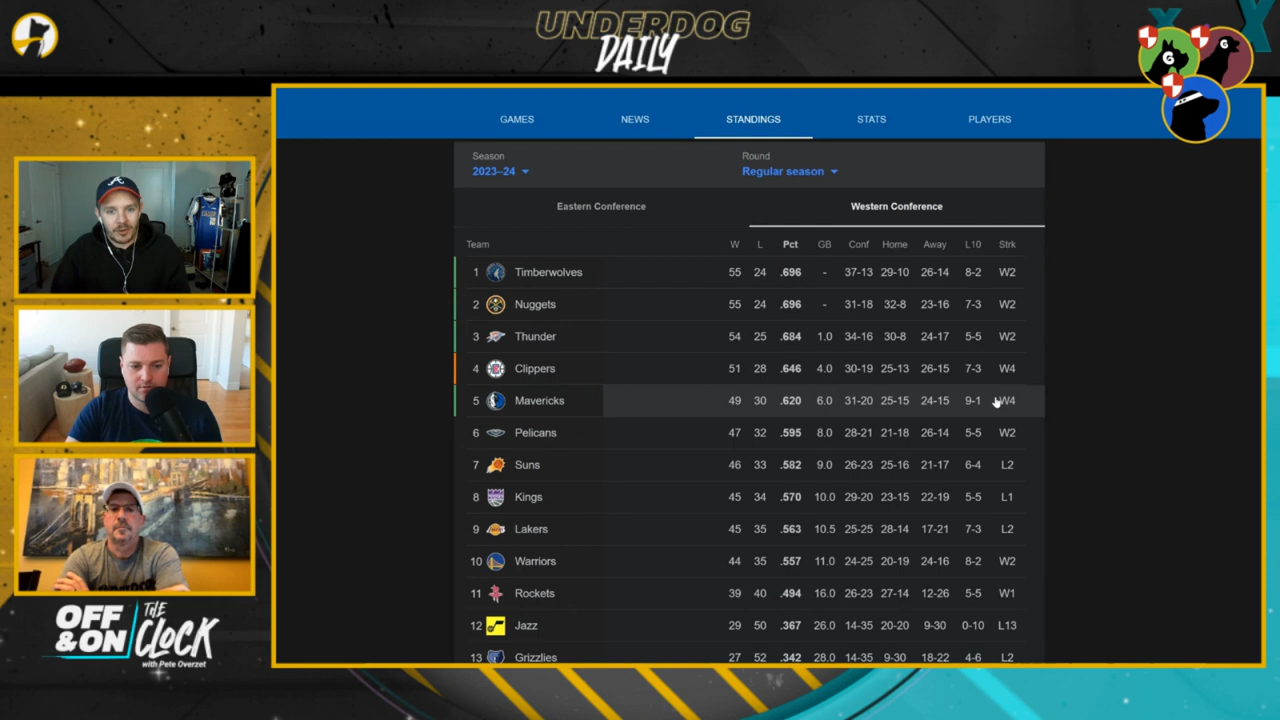 UNDERDOG
DAILY
GAMES NEWS STANDINGS STATS PLAYERS
Season Round
2023–24 Regular season
Eastern Conference Western Conference
Team W L Pct GB Conf Home Away L10 Strk
1 Timberwolves 55 24 .696 - 37-13 29-10 26-14 8-2 W2
2 Nuggets 55 24 .696 - 31-18 32-8 23-16 7-3 W2
3 Thunder 54 25 .684 1.0 34-16 30-8 24-17 5-5 W2
4 Clippers 51 28 .646 4.0 30-19 25-13 26-15 7-3 W4
5 Mavericks 49 30 .620 6.0 31-20 25-15 24-15 9-1 W4
6 Pelicans 47 32 .595 8.0 28-21 21-18 26-14 5-5 W2
7 Suns 46 33 .582 9.0 26-23 25-16 21-17 6-4 L2
8 Kings 45 34 .570 10.0 29-20 23-15 22-19 5-5 L1
9 Lakers 45 35 .563 10.5 25-25 28-14 17-21 7-3 L2
10 Warriors 44 35 .557 11.0 24-25 20-19 24-16 8-2 W2
11 Rockets 39 40 .494 16.0 26-23 27-14 12-26 5-5 W1
12 Jazz 29 50 .367 26.0 14-35 20-20 9-30 0-10 L13
13 Grizzlies 27 52 .342 28.0 14-35 9-30 18-22 4-6 L2
OFF & ON THE CLOCK
with Pete Overzet